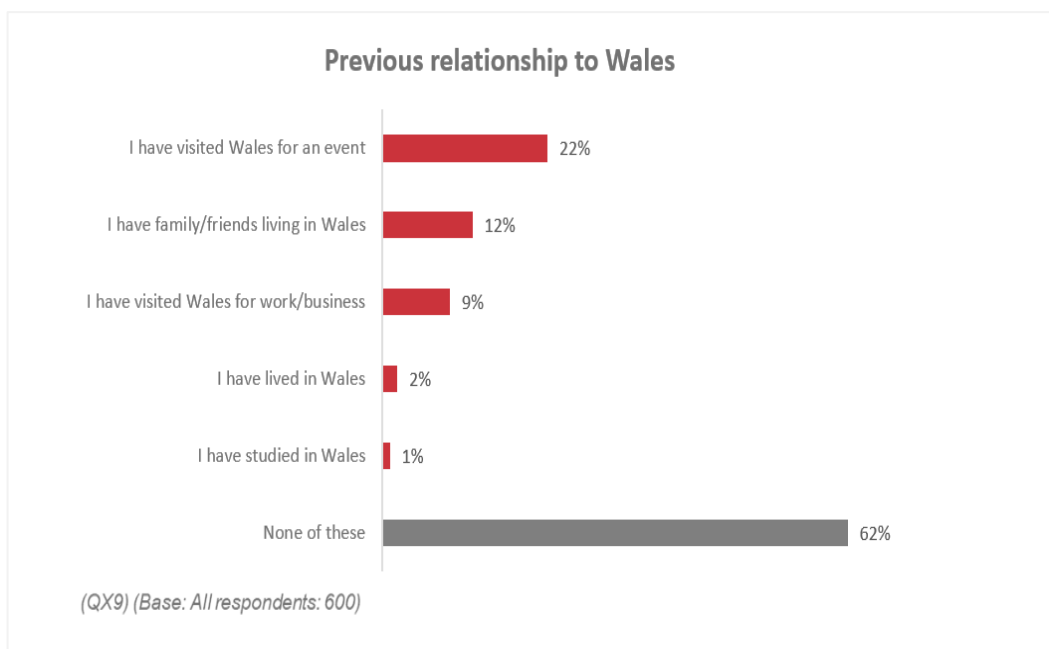 Previous relationship to Wales
I have visited Wales for an event
22%
I have family/friends living in Wales
12%
I have visited Wales for work/business
9%
I have lived in Wales
2%
I have studied in Wales
1%
None of these
62%
(QX9) (Base: All respondents: 600)